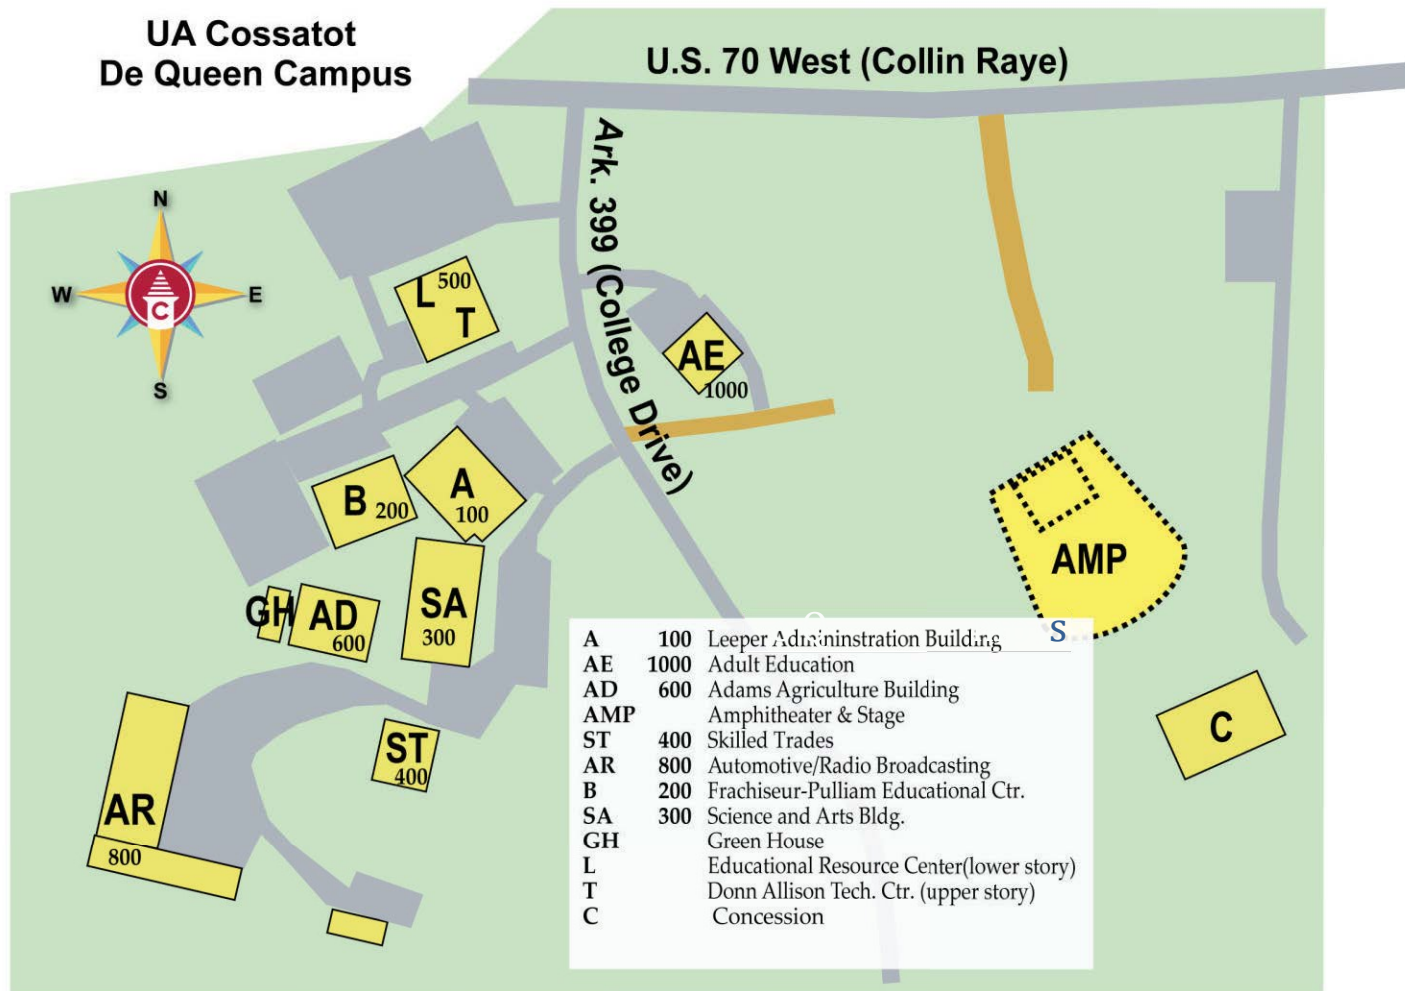 UA Cossatot
De Queen Campus
U.S. 70 West (Collin Raye)
Ark. 399 (College Drive)
N
W
E
S
C
L 500
T
AE
1000
A
100
B 200
SA
300
GH
AD
600
AMP
ST
400
AR
800
C
S
A 100 Leeper Admininstration Building
AE 1000 Adult Education
AD 600 Adams Agriculture Building
AMP Amphitheater & Stage
ST 400 Skilled Trades
AR 800 Automotive/Radio Broadcasting
B 200 Frachiseur-Pulliam Educational Ctr.
SA 300 Science and Arts Bldg.
GH Green House
L Educational Resource Center(lower story)
T Donn Allison Tech. Ctr. (upper story)
C Concession